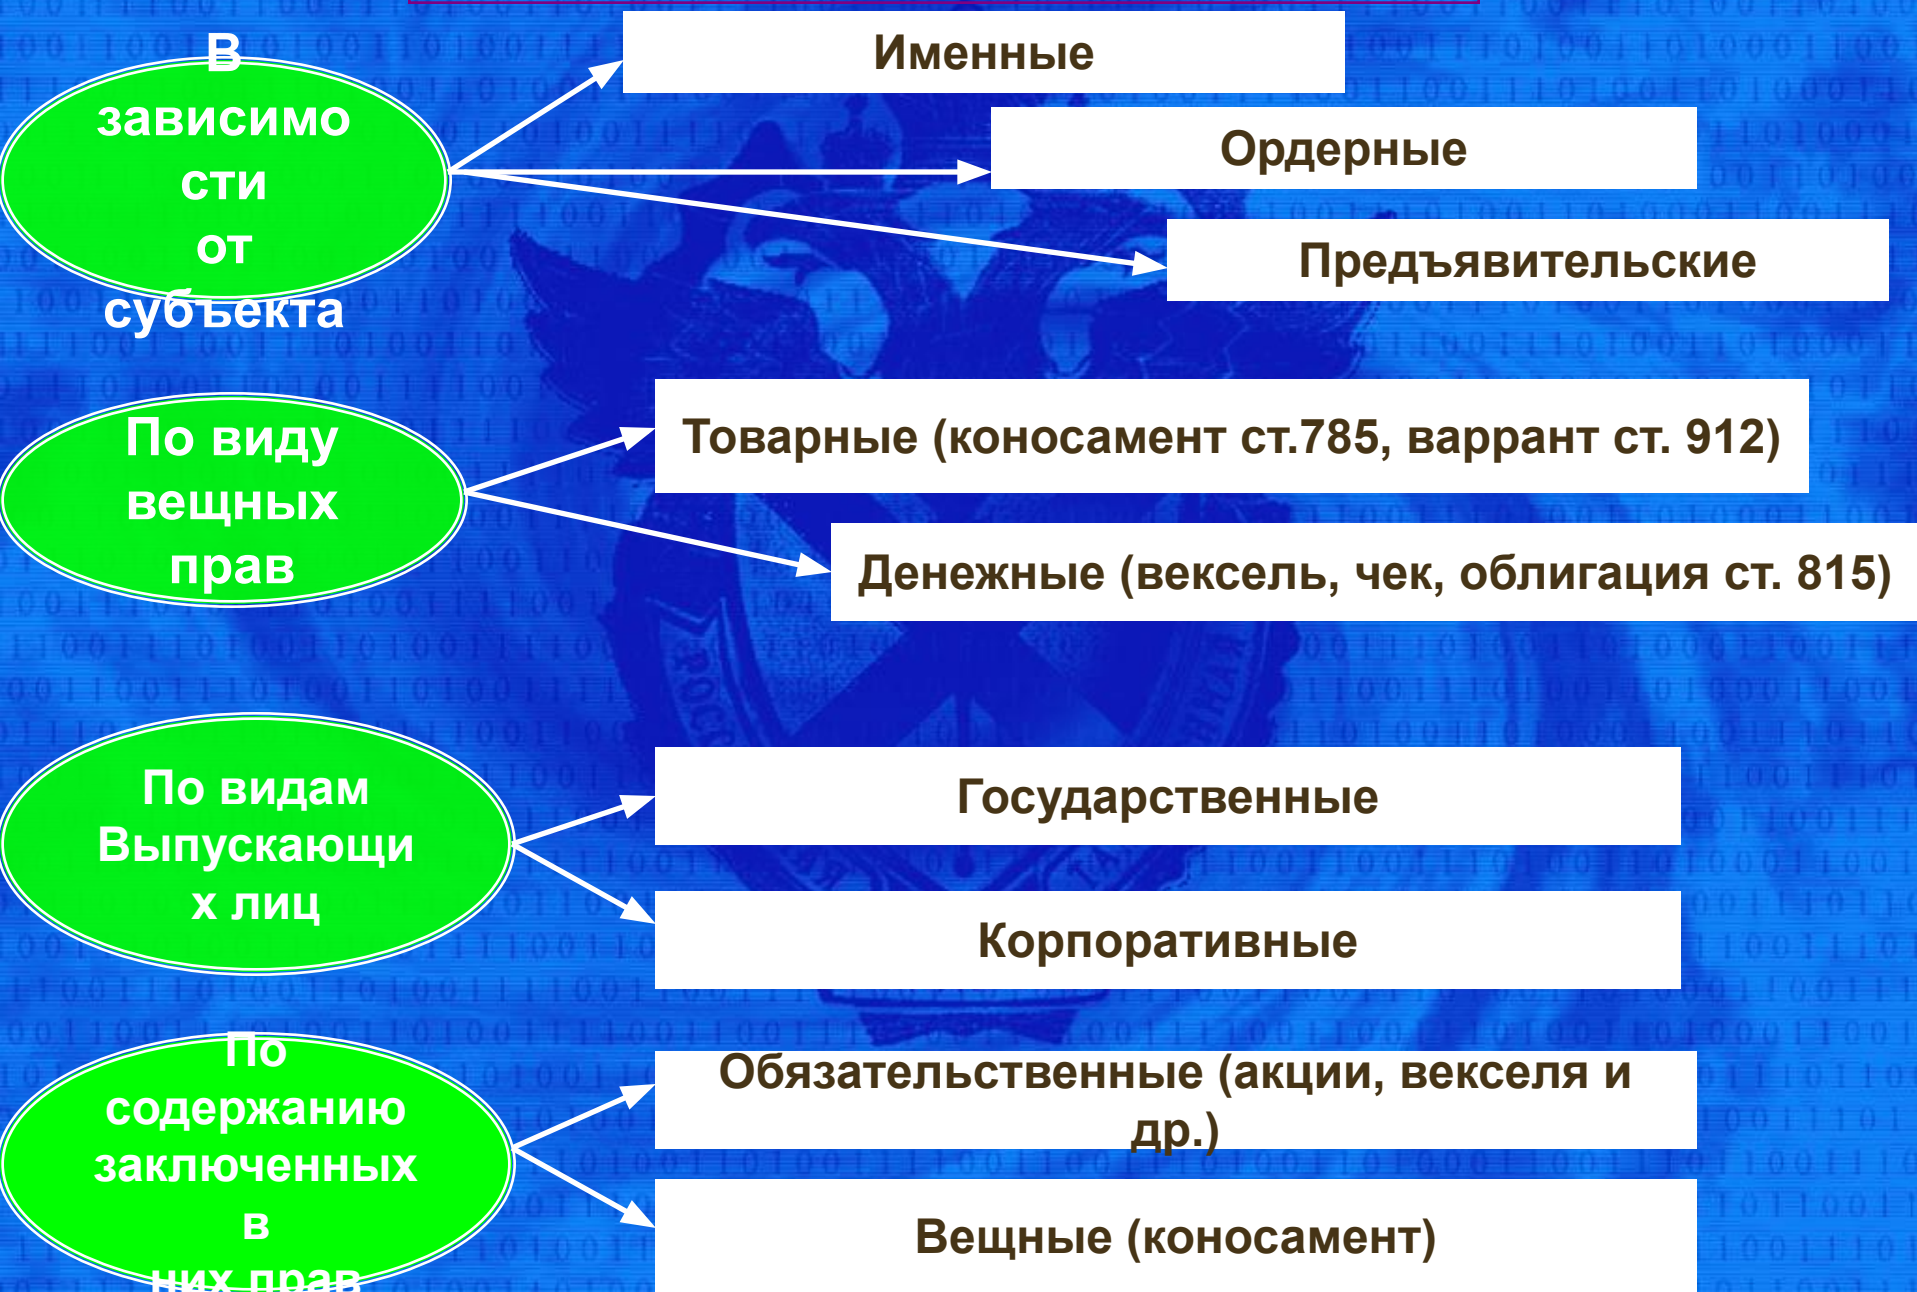 В
зависимо
сти
от
субъекта
Именные
Ордерные
Предъявительские
По виду
вещных
прав
Товарные (коносамент ст.785, варрант ст. 912)
Денежные (вексель, чек, облигация ст. 815)
По видам
Выпускающи
х лиц
Государственные
Корпоративные
По
содержанию
заключенных
в
них прав
Обязательственные (акции, векселя и
др.)
Вещные (коносамент)